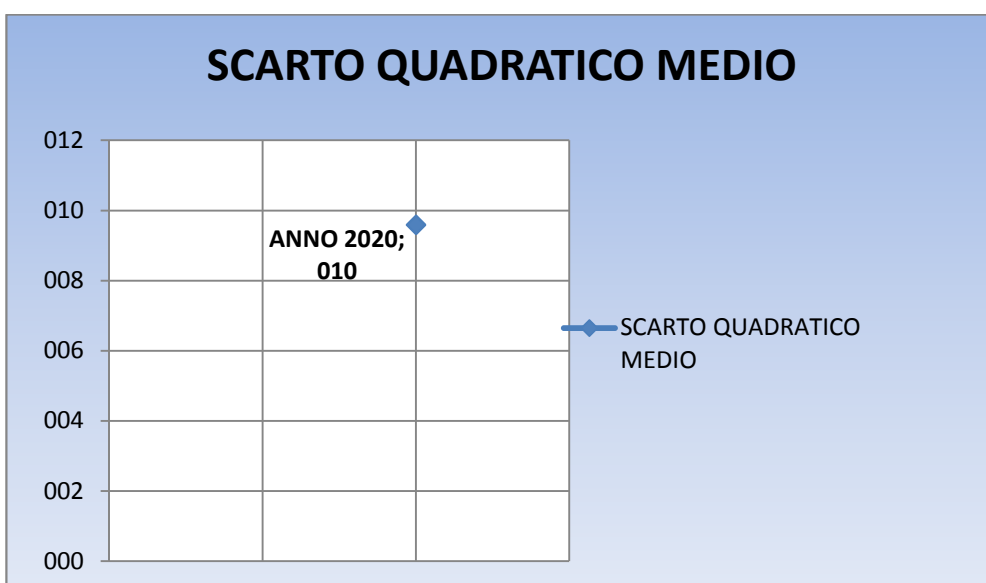 SCARTO QUADRATICO MEDIO
012
010
008
006
004
002
000
ANNO 2020;
010
SCARTO QUADRATICO
MEDIO